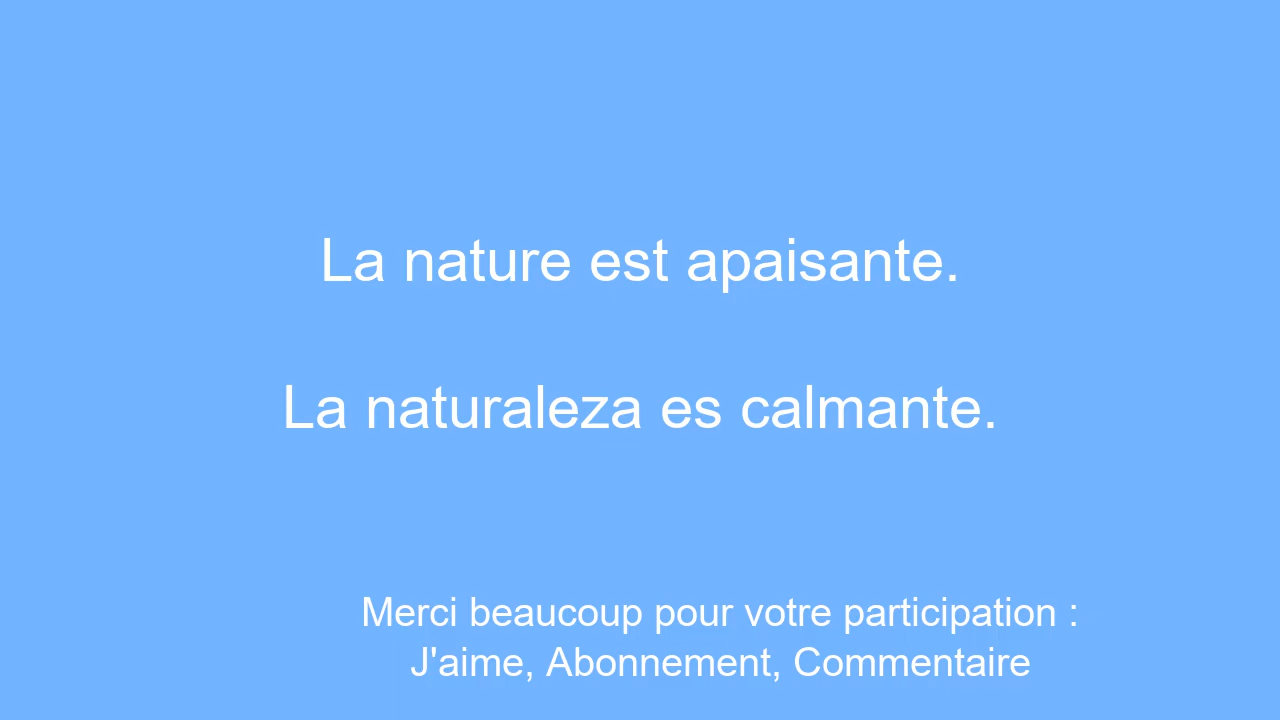 La nature est apaisante.
La naturaleza es calmante.
Merci beaucoup pour votre participation :
J'aime, Abonnement, Commentaire